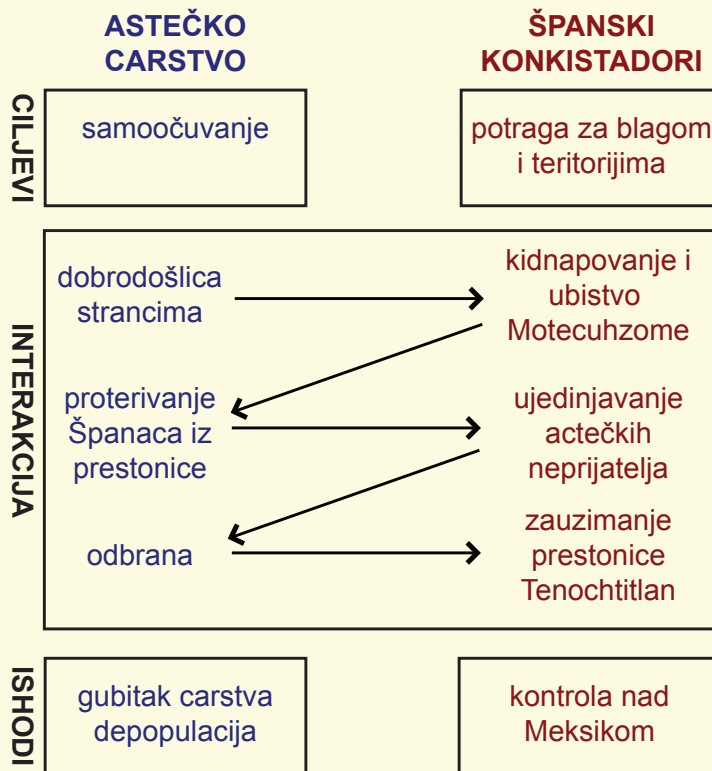 ASTEČKO
CARSTVO
ŠPANSKI
KONKISTADORI
CILJEVI
samoočuvanje
potraga za blagom
i teritorijima
INTERAKCIJA
dobrodošlica
strancima
kidnapovanje i
ubistvo
Motecuhzome
proterivanje
Španaca iz
prestonice
ujedinjavanje
actečkih
neprijatelja
odbrana
zauzimanje
prestonice
Tenochtitlan
ISHODI
gubitak carstva
depopulacija
kontrola nad
Meksikom